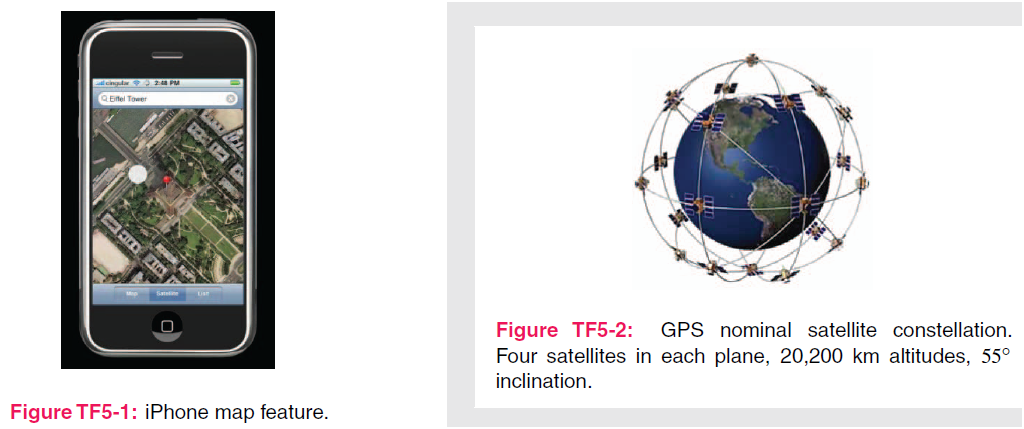 cingular 2:48 PM
Eiffel Tower
Map Satellite List
Figure TF5-1: iPhone map feature.
Figure TF5-2: GPS nominal satellite constellation.
Four satellites in each plane, 20,200 km altitudes, 55°
inclination.